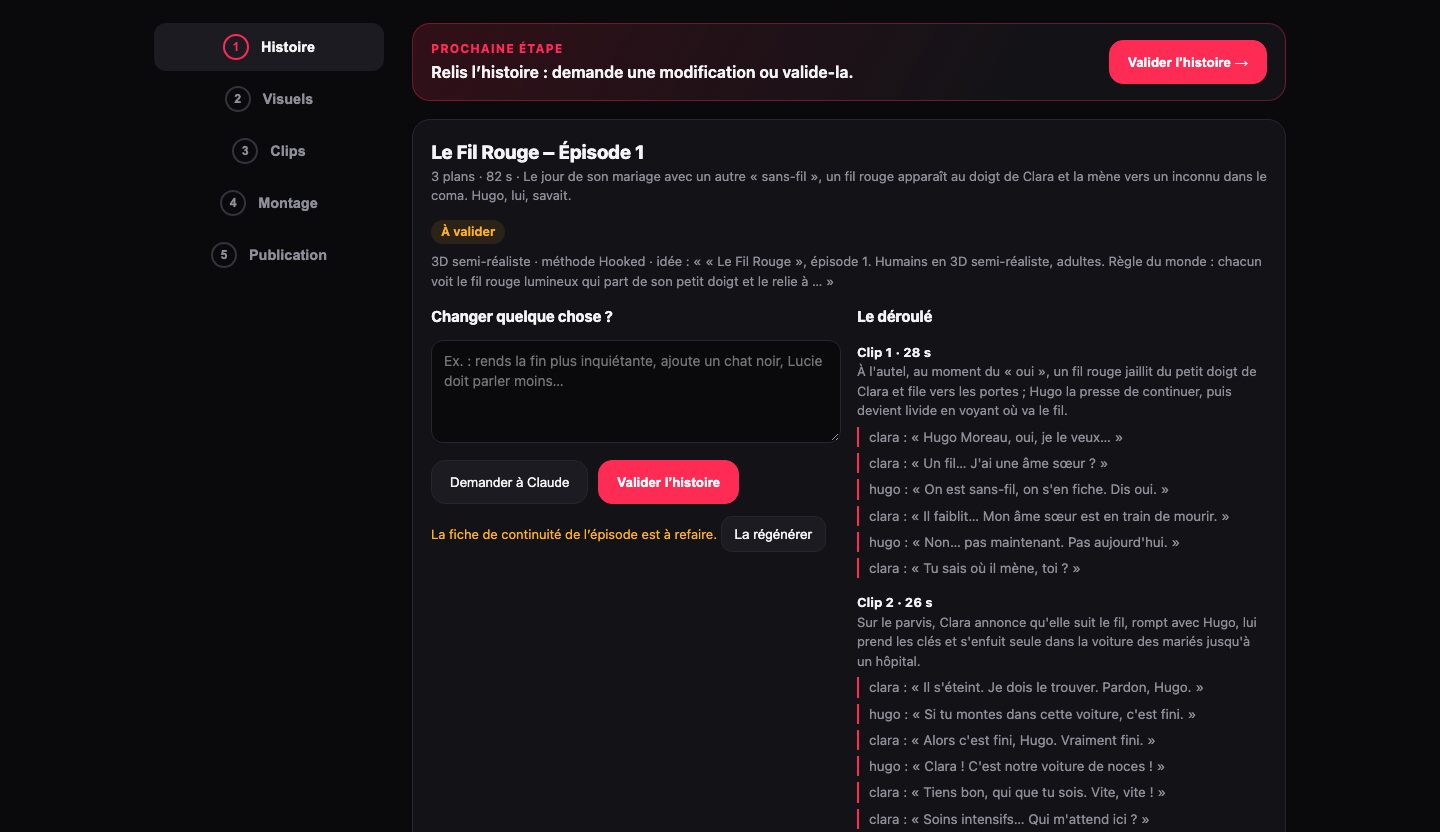 1 Histoire
2 Visuels
3 Clips
4 Montage
5 Publication
PROCHAINE ÉTAPE
Relis l’histoire : demande une modification ou valide-la.
Valider l’histoire →
Le Fil Rouge — Épisode 1
3 plans · 82 s · Le jour de son mariage avec un autre « sans-fil », un fil rouge apparaît au doigt de Clara et la mène vers un inconnu dans le
coma. Hugo, lui, savait.
À valider
3D semi-réaliste · méthode Hooked · idée : « « Le Fil Rouge », épisode 1. Humains en 3D semi-réaliste, adultes. Règle du monde : chacun
voit le fil rouge lumineux qui part de son petit doigt et le relie à … »
Changer quelque chose ?
Ex. : rends la fin plus inquiétante, ajoute un chat noir, Lucie
doit parler moins…
Demander à Claude
Valider l’histoire
La fiche de continuité de l’épisode est à refaire.
La régénérer
Le déroulé
Clip 1 · 28 s
À l'autel, au moment du « oui », un fil rouge jaillit du petit doigt de
Clara et file vers les portes ; Hugo la presse de continuer, puis
devient livide en voyant où va le fil.
clara : « Hugo Moreau, oui, je le veux… »
clara : « Un fil… J'ai une âme sœur ? »
hugo : « On est sans-fil, on s'en fiche. Dis oui. »
clara : « Il faiblit… Mon âme sœur est en train de mourir. »
hugo : « Non… pas maintenant. Pas aujourd'hui. »
clara : « Tu sais où il mène, toi ? »
Clip 2 · 26 s
Sur le parvis, Clara annonce qu'elle suit le fil, rompt avec Hugo, lui
prend les clés et s'enfuit seule dans la voiture des mariés jusqu'à
un hôpital.
clara : « Il s'éteint. Je dois le trouver. Pardon, Hugo. »
hugo : « Si tu montes dans cette voiture, c'est fini. »
clara : « Alors c'est fini, Hugo. Vraiment fini. »
hugo : « Clara ! C'est notre voiture de noces ! »
clara : « Tiens bon, qui que tu sois. Vite, vite ! »
clara : « Soins intensifs… Qui m'attend ici ? »